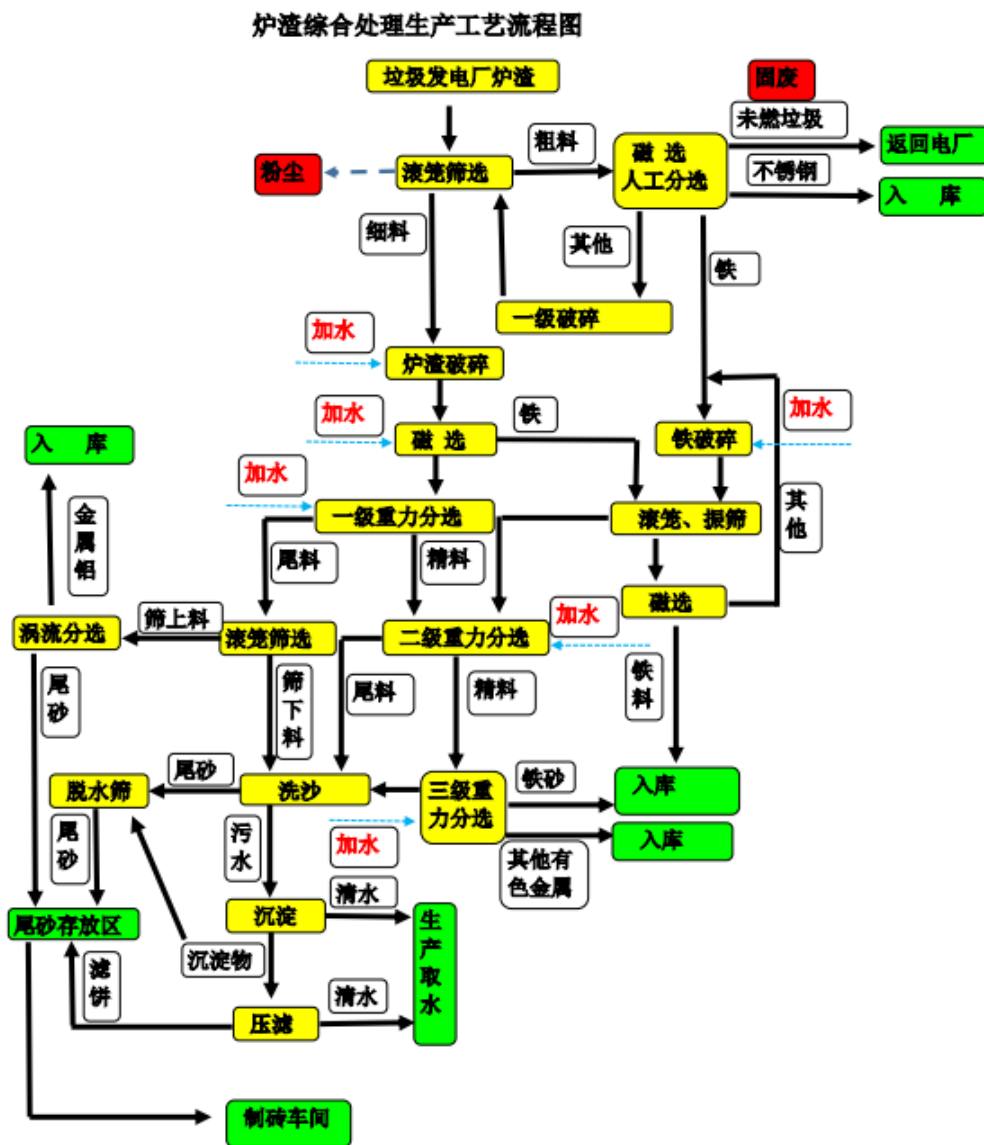 炉渣综合处理生产工艺流程图
垃圾发电厂炉渣
固废
未燃垃圾
粗料
磁 选
人工分选
返回电厂
粉尘
滚笼筛选
不锈钢
入 库
细料
其他
铁
一级破碎
加水
炉渣破碎
加水
铁
加水
入 库
磁 选
铁破碎
加水
金属铝
一级重力分选
滚笼、振筛
其他
尾料
精料
磁选
筛上料
加水
涡流分选
滚笼筛选
二级重力分选
尾砂
筛下料
尾料
精料
铁料
尾砂
铁砂
脱水筛
洗沙
三级重力分选
入库
尾砂
污水
加水
入库
其他有色金属
清水
沉淀
生产取水
尾砂存放区
沉淀物
滤饼
清水
压滤
制砖车间